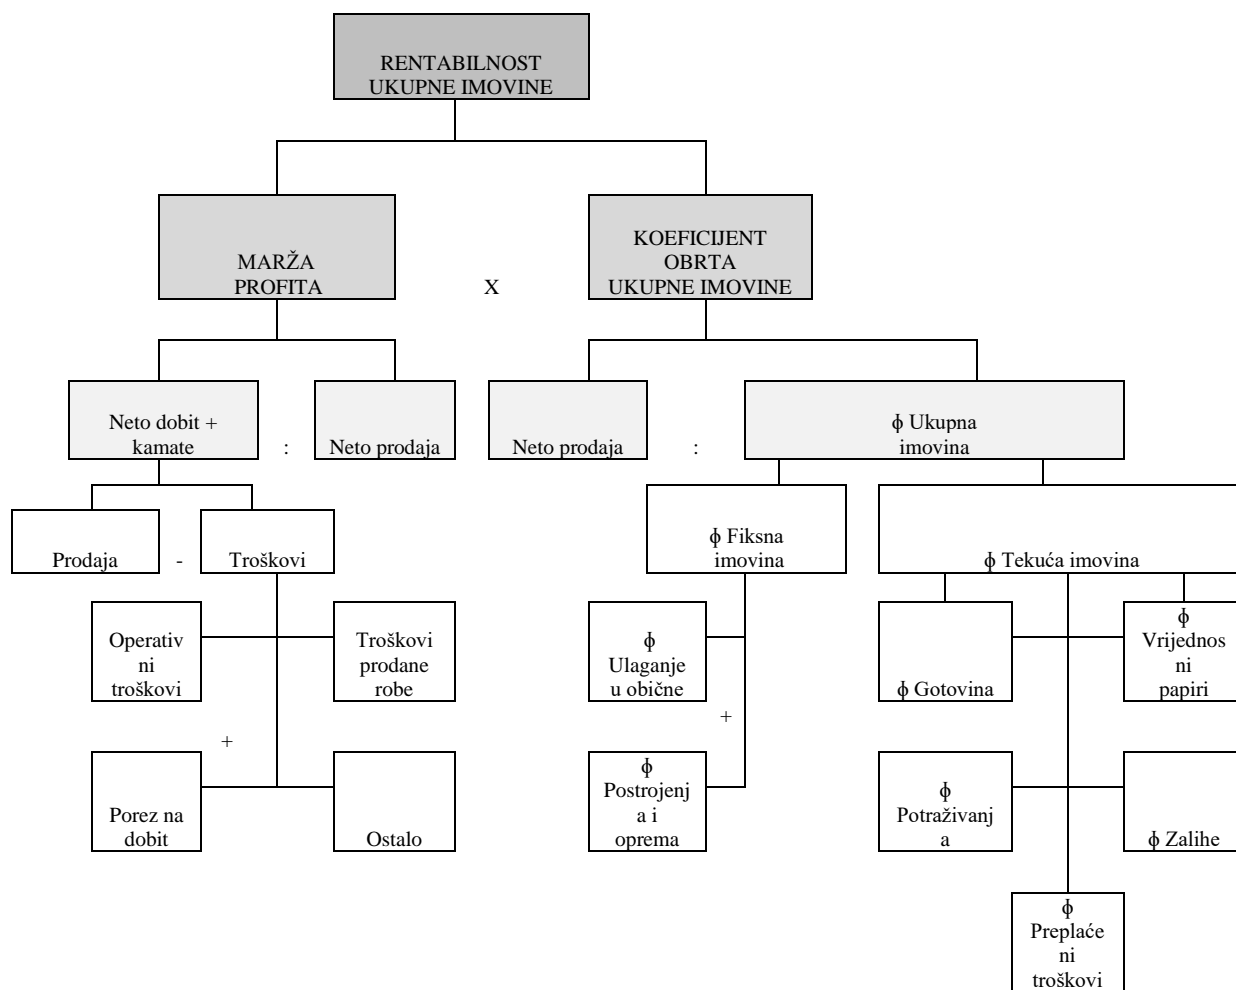 RENTABILNOST
UKUPNE IMOVINE
MARŽA
PROFITA
X
KOEFICIJENT
OBRTA
UKUPNE IMOVINE
Neto dobit +
kamate
:
Neto prodaja
Neto prodaja
:
ϕ Ukupna
imovina
Prodaja
-
Troškovi
ϕ Fiksna
imovina
ϕ Tekuća imovina
Operativ
ni
troškovi
Troškovi
prodane
robe
ϕ
Ulaganje
u obične
ϕ Gotovina
ϕ
Vrijednos
ni
papiri
+
+
Porez na
dobit
Ostalo
ϕ
Postrojenj
a i
oprema
ϕ
Potraživanj
a
ϕ Zalihe
ϕ
Preplaće
ni
troškovi